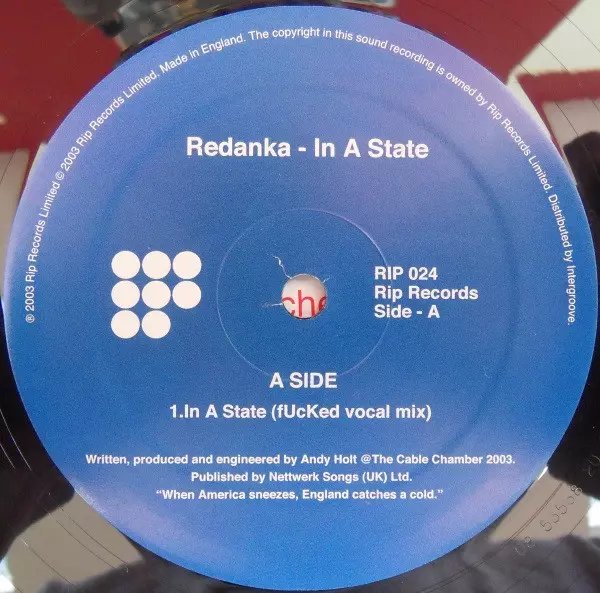 ℗ 2003 Rip Records Limited © 2003 Rip Records Limited. Made in England. The copyright in this sound recording is owned by Rip Records Limited. Distributed by Intergroove.
Redanka - In A State
RIP 024
Rip Records
Side - A
che
A SIDE
1.In A State (fUcKed vocal mix)
Written, produced and engineered by Andy Holt @The Cable Chamber 2003.
Published by Nettwerk Songs (UK) Ltd.
“When America sneezes, England catches a cold.”